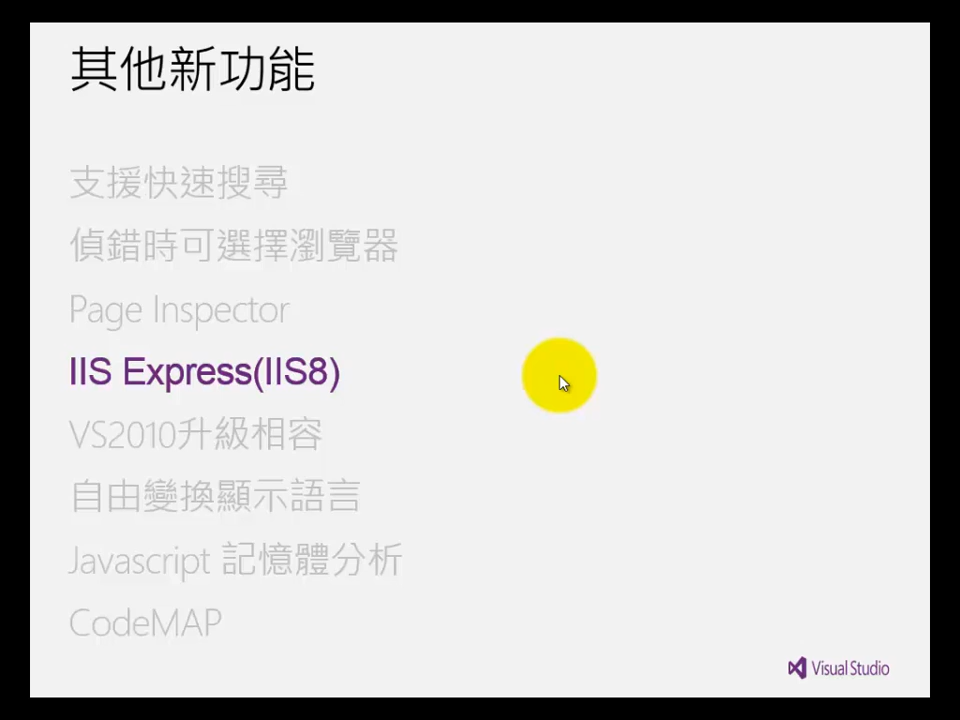 其他新功能
支援快速搜尋
偵錯時可選擇瀏覽器
Page Inspector
IIS Express(IIS8)
VS2010升級相容
自由變換顯示語言
Javascript 記憶體分析
CodeMAP
Visual Studio